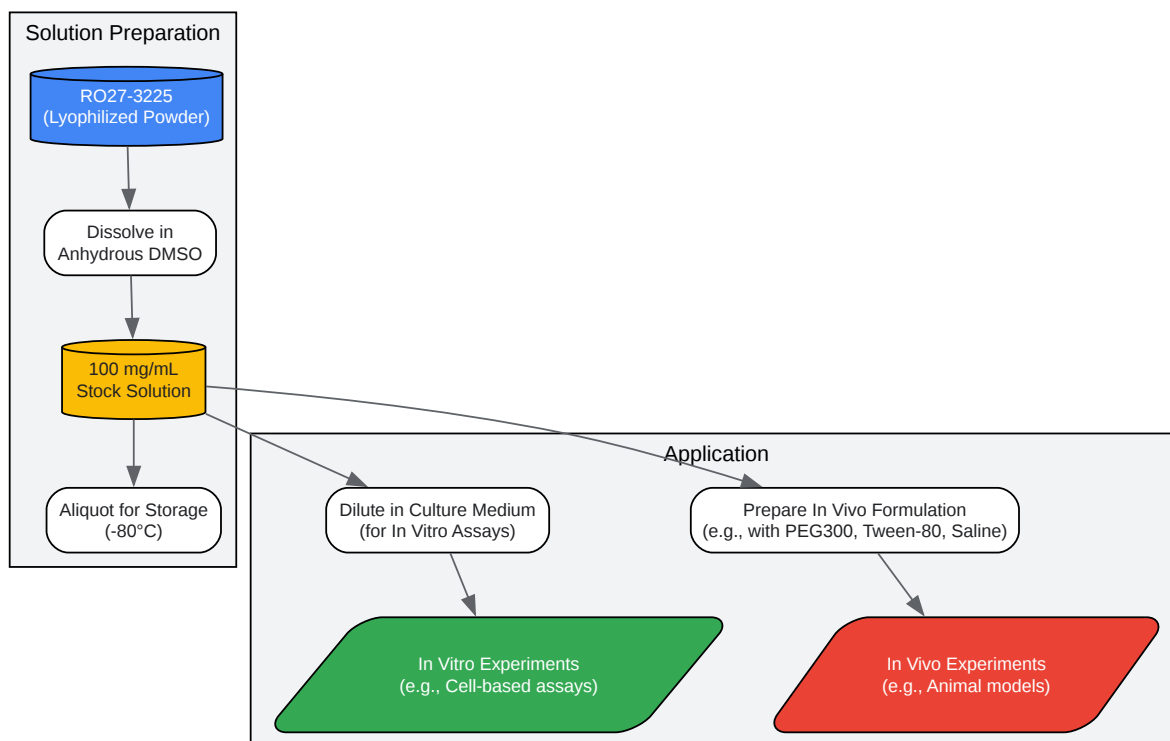 Solution Preparation
RO27-3225
(Lyophilized Powder)
Dissolve in
Anhydrous DMSO
100 mg/mL
Stock Solution
Aliquot for Storage
(-80°C)
Application
Dilute in Culture Medium
(for In Vitro Assays)
Prepare In Vivo Formulation
(e.g., with PEG300, Tween-80, Saline)
In Vitro Experiments
(e.g., Cell-based assays)
In Vivo Experiments
(e.g., Animal models)